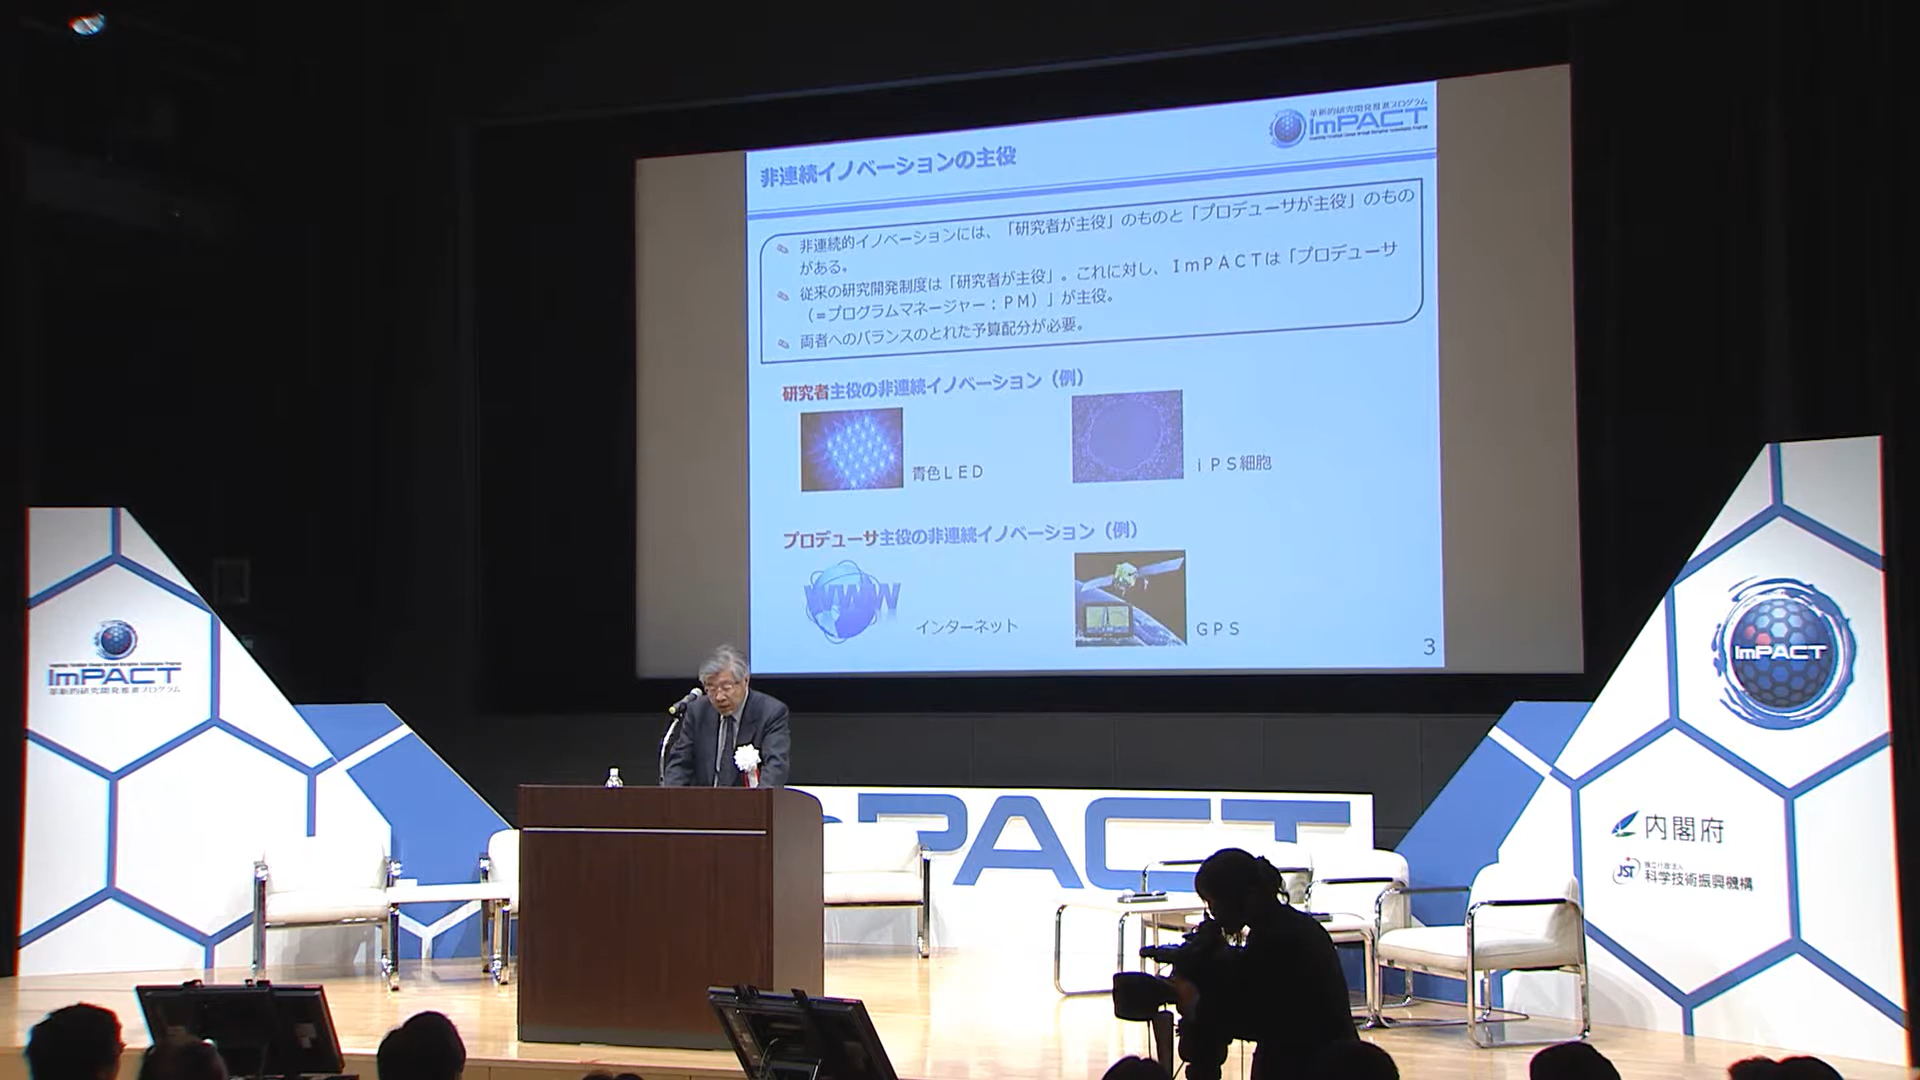 革新的研究開発推進プログラム
ImPACT
非連続イノベーションの主役
非連続的イノベーションには、「研究者が主役」のものと「プロデューサが主役」のもの
がある。
従来の研究開発制度は「研究者が主役」。これに対し、ＩｍＰＡＣＴは「プロデューサ
（＝プログラムマネージャー：ＰＭ）」が主役。
両者へのバランスのとれた予算配分が必要。
研究者主役の非連続イノベーション（例）
青色ＬＥＤ
ｉＰＳ細胞
プロデューサ主役の非連続イノベーション（例）
WWW
インターネット
ＧＰＳ
3
ImPACT
革新的研究開発推進プログラム
ImPACT
PACT
内閣府
JST
独立行政法人
科学技術振興機構